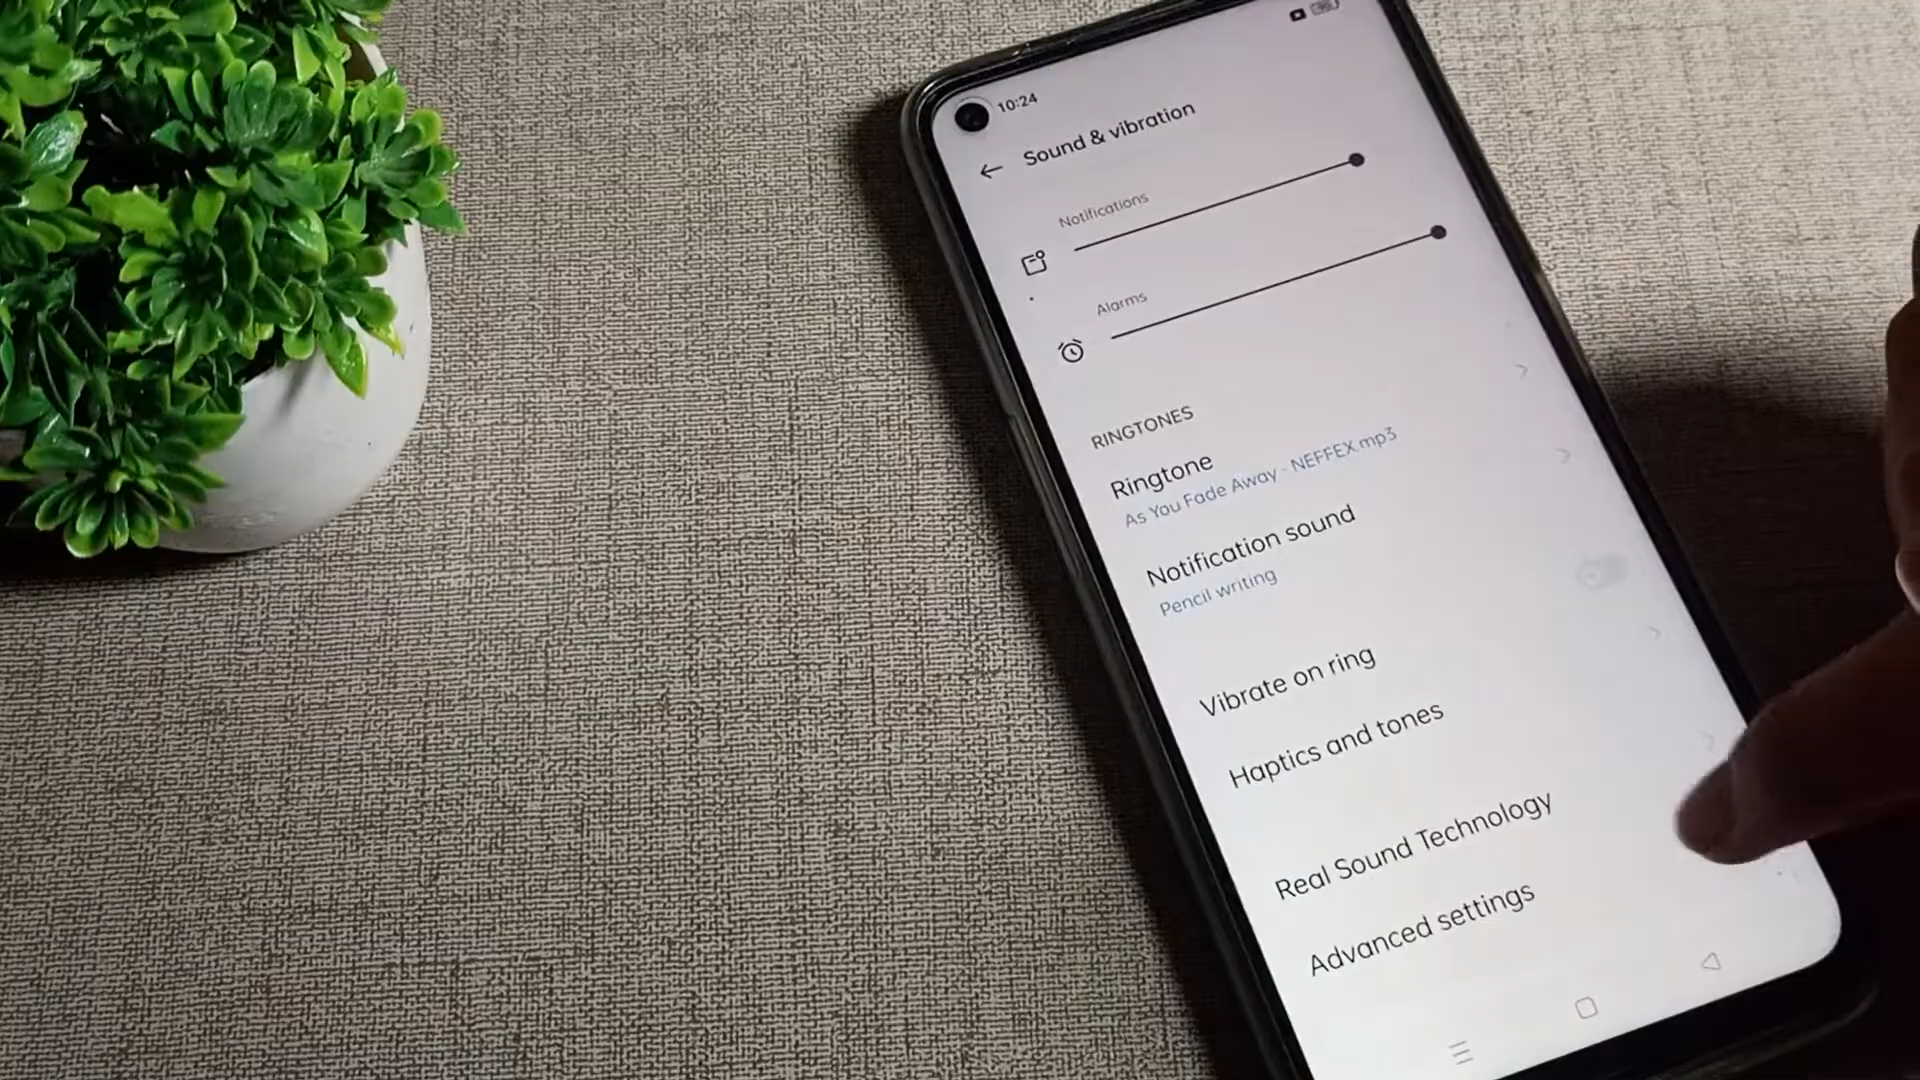 10:24
Sound & vibration
Notifications
Alarms
RINGTONES
Ringtone
As You Fade Away - NEFFEX.mp3
Notification sound
Pencil writing
Vibrate on ring
Haptics and tones
Real Sound Technology
Advanced settings